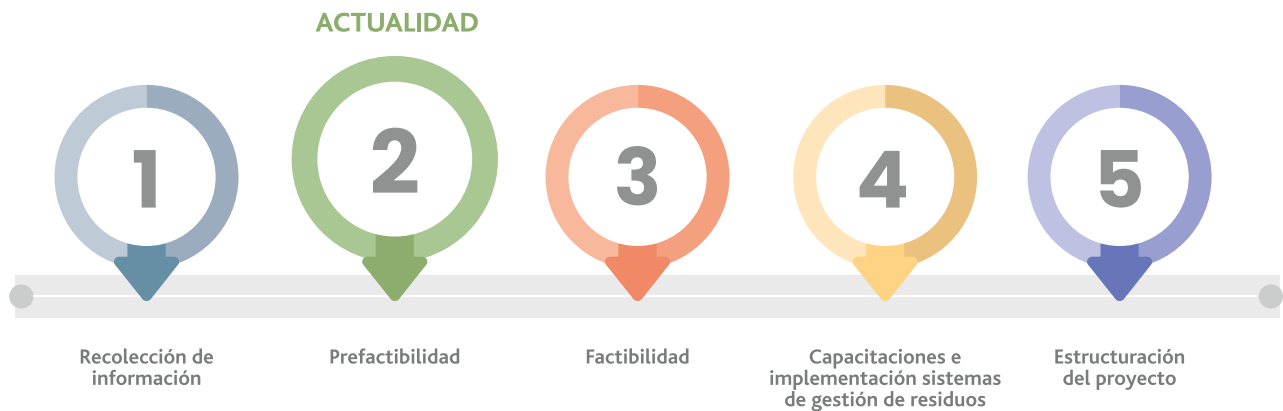 ACTUALIDAD
1
2
3
4
5
Recolección de
información
Prefactibilidad
Factibilidad
Capacitaciones e
implementación sistemas
de gestión de residuos
Estructuración
del proyecto